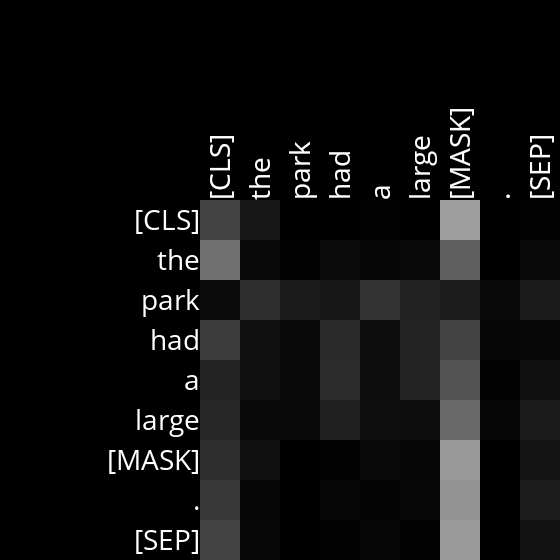 [CLS] the park had a large [MASK] . [SEP]
[CLS]
the
park
had
a
large
[MASK]
.
[SEP]